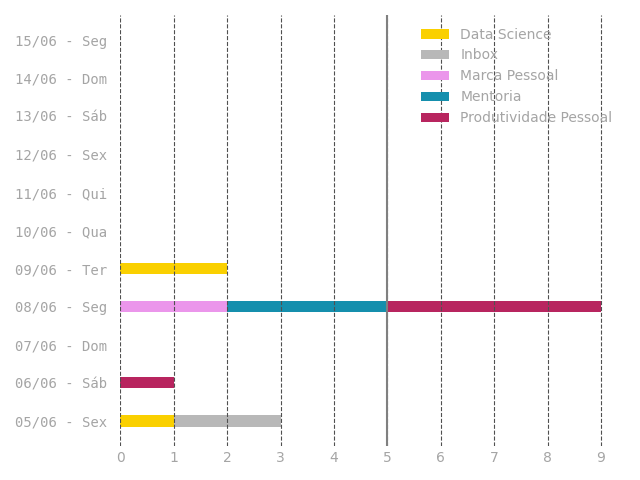 15/06 - Seg
14/06 - Dom
13/06 - Sáb
12/06 - Sex
11/06 - Qui
10/06 - Qua
09/06 - Ter
08/06 - Seg
07/06 - Dom
06/06 - Sáb
05/06 - Sex
0 1 2 3 4 5 6 7 8 9
Data Science
Inbox
Marca Pessoal
Mentoria
Produtividade Pessoal